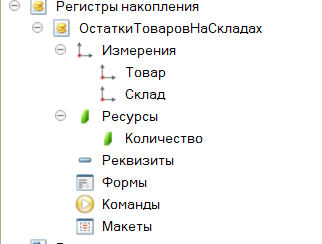 Регистры накопления
ОстаткиТоваровНаСкладах
Измерения
Товар
Склад
Ресурсы
Количество
Реквизиты
Формы
Команды
Макеты